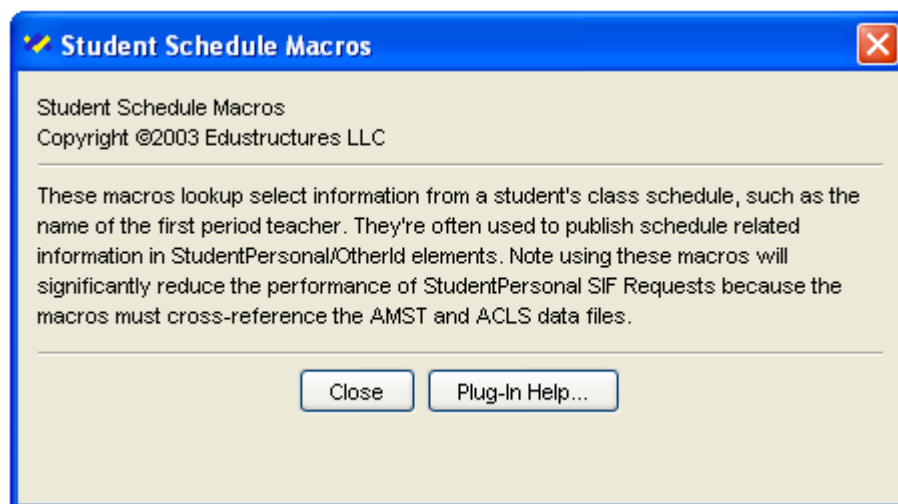 Student Schedule Macros
Student Schedule Macros
Copyright ©2003 Edustructures LLC
These macros lookup select information from a student's class schedule, such as the
name of the first period teacher. They're often used to publish schedule related
information in StudentPersonal/OtherId elements. Note using these macros will
significantly reduce the performance of StudentPersonal SIF Requests because the
macros must cross-reference the AMST and ACLS data files.
Close Plug-In Help...